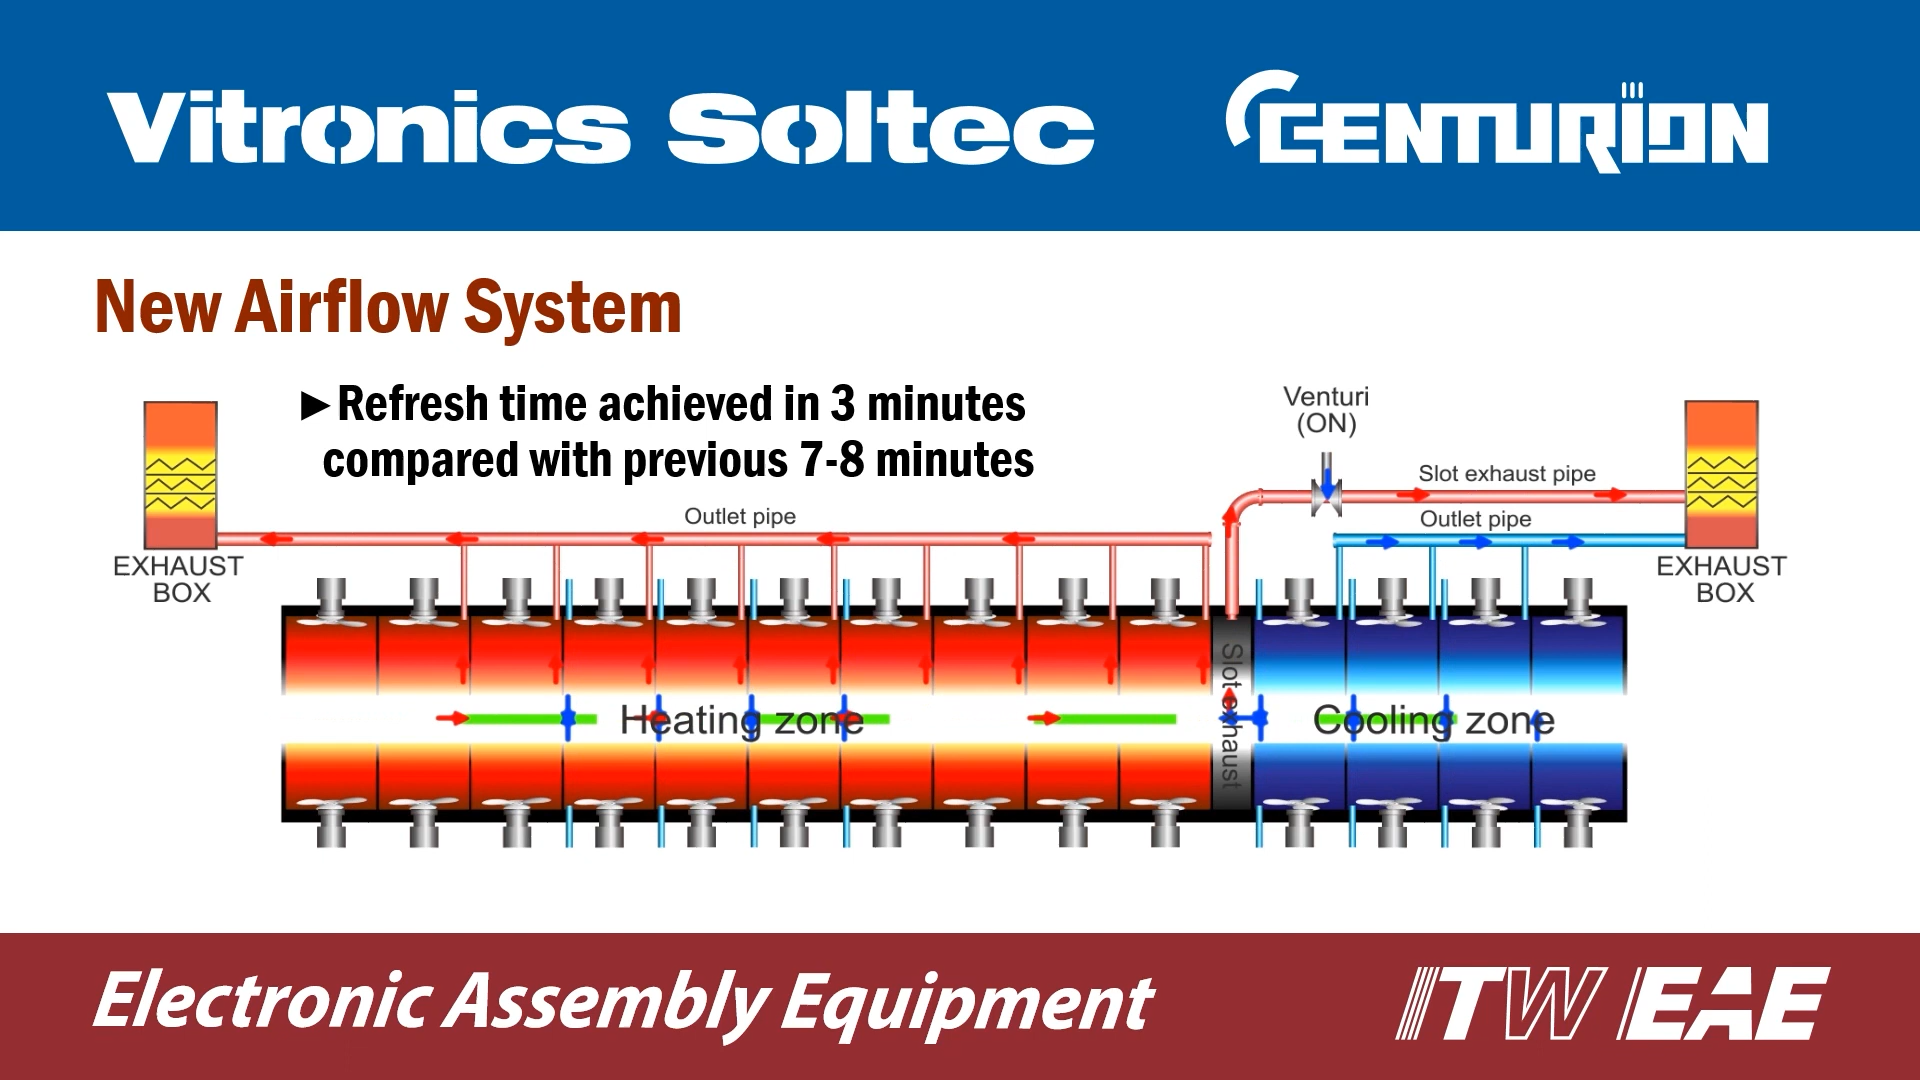 Vitronics Soltec
CENTURION
New Airflow System
►Refresh time achieved in 3 minutes
compared with previous 7-8 minutes
Venturi
(ON)
Slot exhaust pipe
Outlet pipe
Outlet pipe
EXHAUST
BOX
EXHAUST
BOX
Heating zone
Slot exhaust
Cooling zone
Electronic Assembly Equipment
ITW EAE